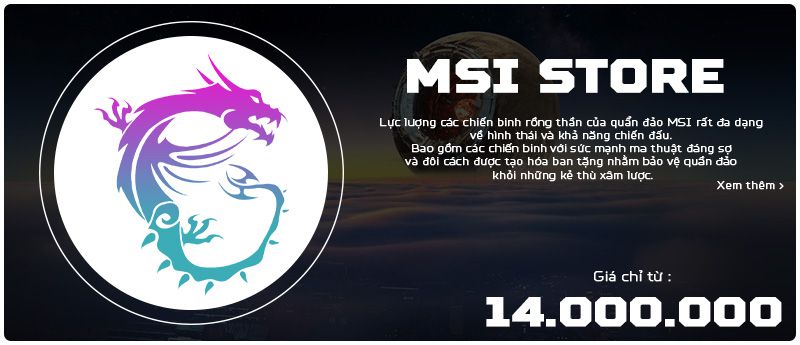 MSI STORE
Lực lượng các chiến binh rồng thần của quần đảo MSI rất đa dạng
về hình thái và khả năng chiến đấu.
Bao gồm các chiến binh với sức mạnh ma thuật đáng sợ
và đôi cách được tạo hóa ban tặng nhằm bảo vệ quần đảo
khỏi những kẻ thù xâm lược.
Xem thêm ›
Giá chỉ từ :
14.000.000